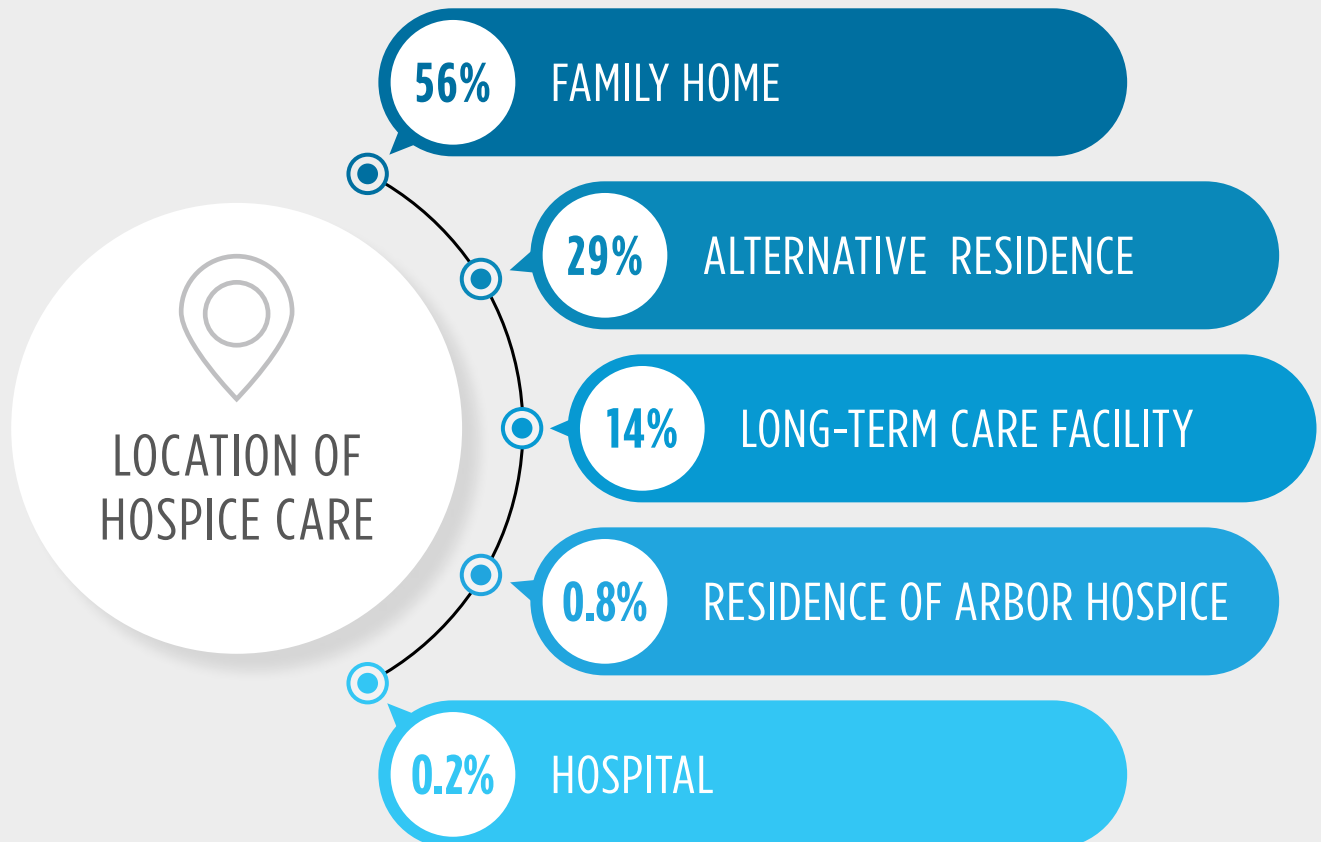 56% FAMILY HOME
29% ALTERNATIVE RESIDENCE
LOCATION OF
HOSPICE CARE
14% LONG-TERM CARE FACILITY
0.8% RESIDENCE OF ARBOR HOSPICE
0.2% HOSPITAL